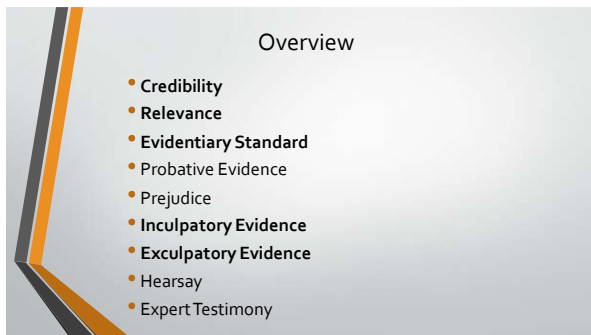 Overview
• Credibility
• Relevance
• Evidentiary Standard
• Probative Evidence
• Prejudice
• Inculpatory Evidence
• Exculpatory Evidence
• Hearsay
• Expert Testimony